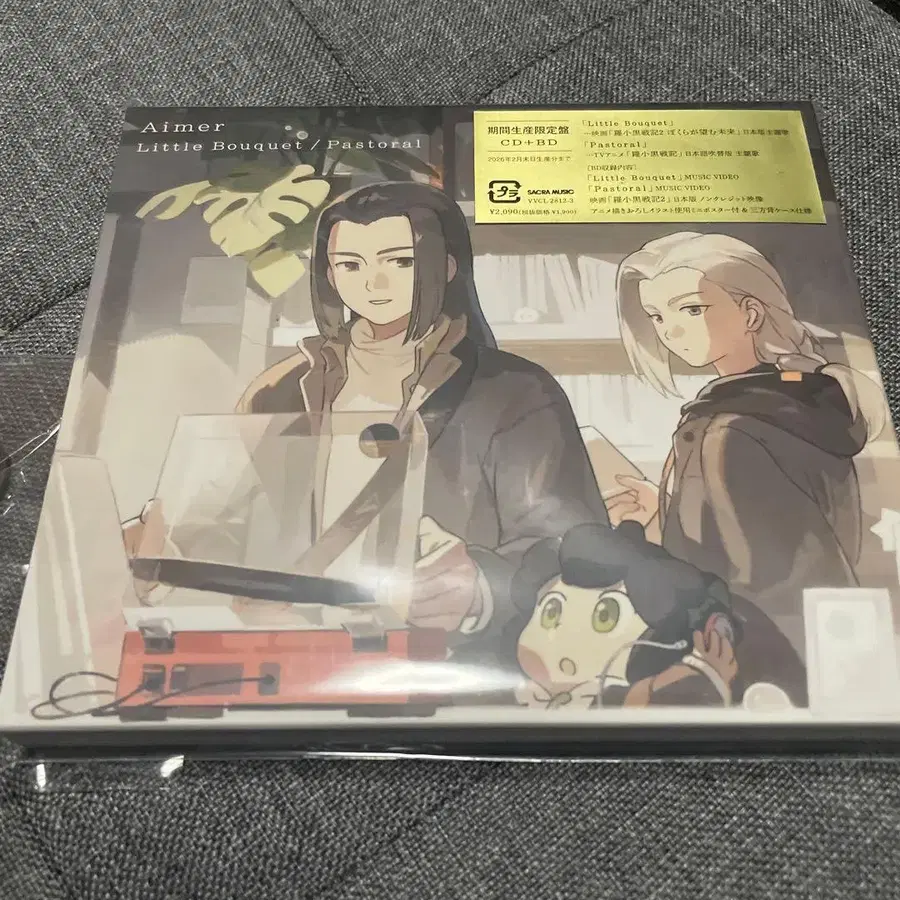 Aimer
Little Bouquet / Pastoral
期間生産限定盤
CD+BD
2026年2月末日生産分まで
プラ
SACRA MUSIC
VVCL-2812-3
¥2,090(税抜価格 ¥1,900)
「Little Bouquet」
…映画「羅小黒戦記2 ぼくらが望む未来」日本版主題歌
「Pastoral」
…TVアニメ「羅小黒戦記」日本語吹替版 主題歌
[BD収録内容]
「Little Bouquet」MUSIC VIDEO
「Pastoral」MUSIC VIDEO
映画「羅小黒戦記2」日本版 ノンクレジット映像
アニメ描きおろしイラスト使用ミニポスター付 & 三方背ケース仕様